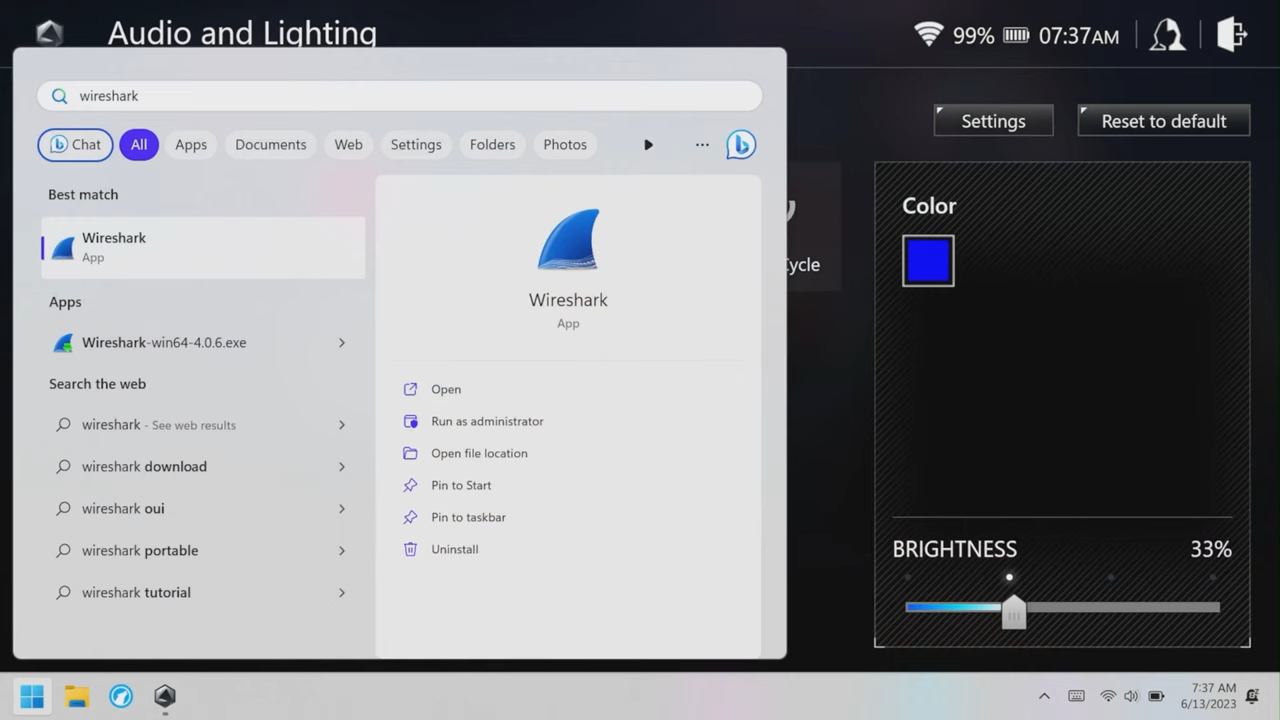 Audio and Lighting
99%
07:37AM
wireshark
Chat
All
Apps
Documents
Web
Settings
Folders
Photos
Best match
Wireshark
App
Apps
Wireshark-win64-4.0.6.exe
Search the web
wireshark - See web results
wireshark download
wireshark oui
wireshark portable
wireshark tutorial
Wireshark
App
Open
Run as administrator
Open file location
Pin to Start
Pin to taskbar
Uninstall
Settings
Reset to default
Cycle
Color
BRIGHTNESS
33%
7:37 AM
6/13/2023